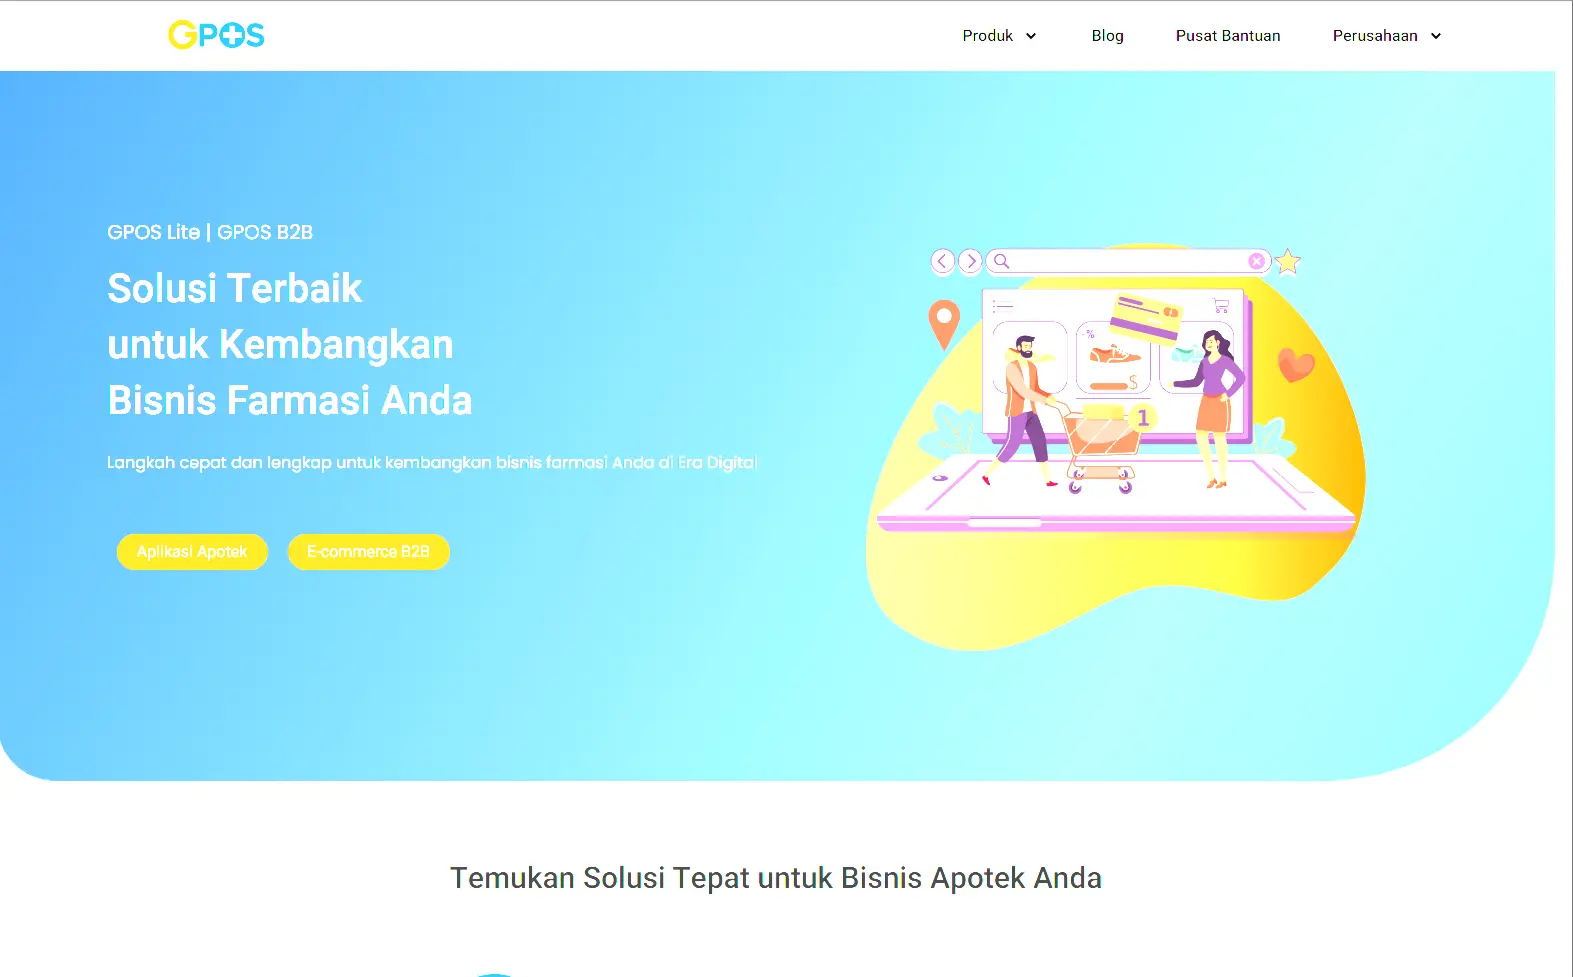 GPOS
Produk
Blog
Pusat Bantuan
Perusahaan
GPOS Lite | GPOS B2B
Solusi Terbaik
untuk Kembangkan
Bisnis Farmasi Anda
Langkah cepat dan lengkap untuk kembangkan bisnis farmasi Anda di Era Digital
Aplikasi Apotek
E-commerce B2B
%
$
1
Temukan Solusi Tepat untuk Bisnis Apotek Anda